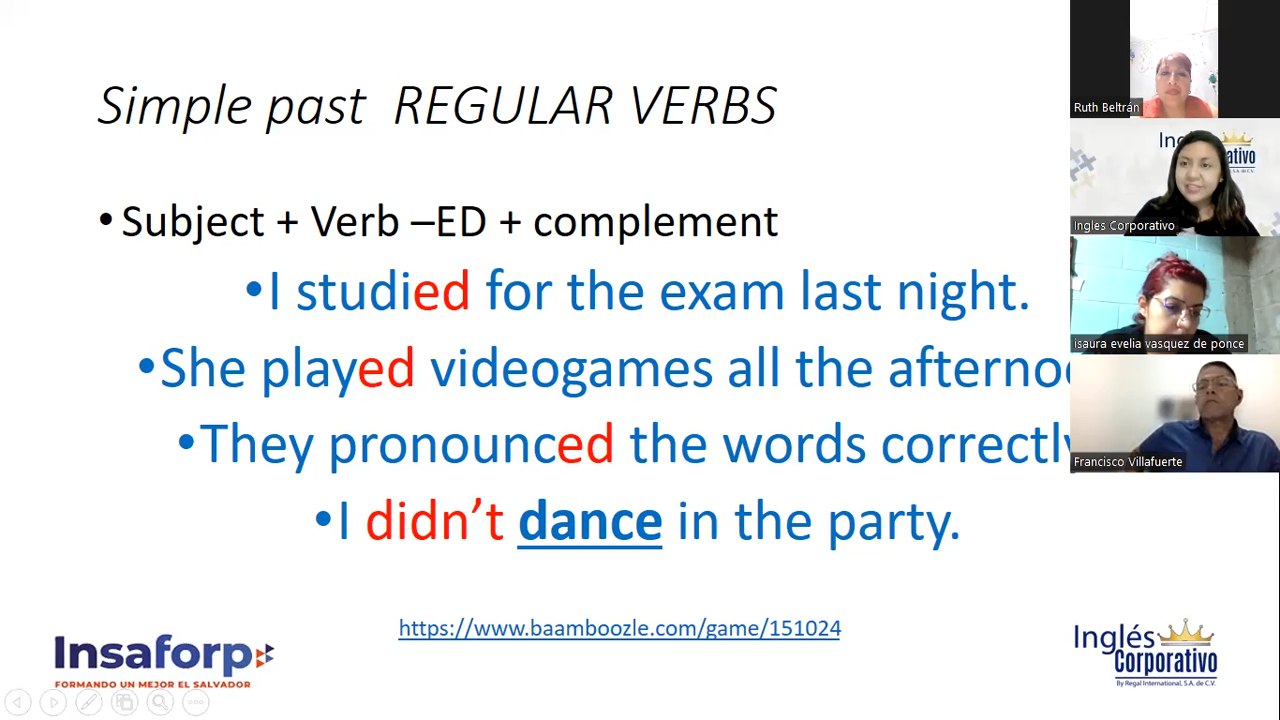 Simple past REGULAR VERBS
• Subject + Verb –ED + complement
• I studied for the exam last night.
• She played videogames all the afterno
• They pronounced the words correctly
• I didn't dance in the party.
https://www.baamboozle.com/game/151024
Insaforp
FORMANDO UN MEJOR EL SALVADOR
Inglés
Corporativo
By Regal International, S.A. de C.V.
Ruth Beltrán
Ingles Corporativo
isaura evelia vasquez de ponce
Francisco Villafuerte